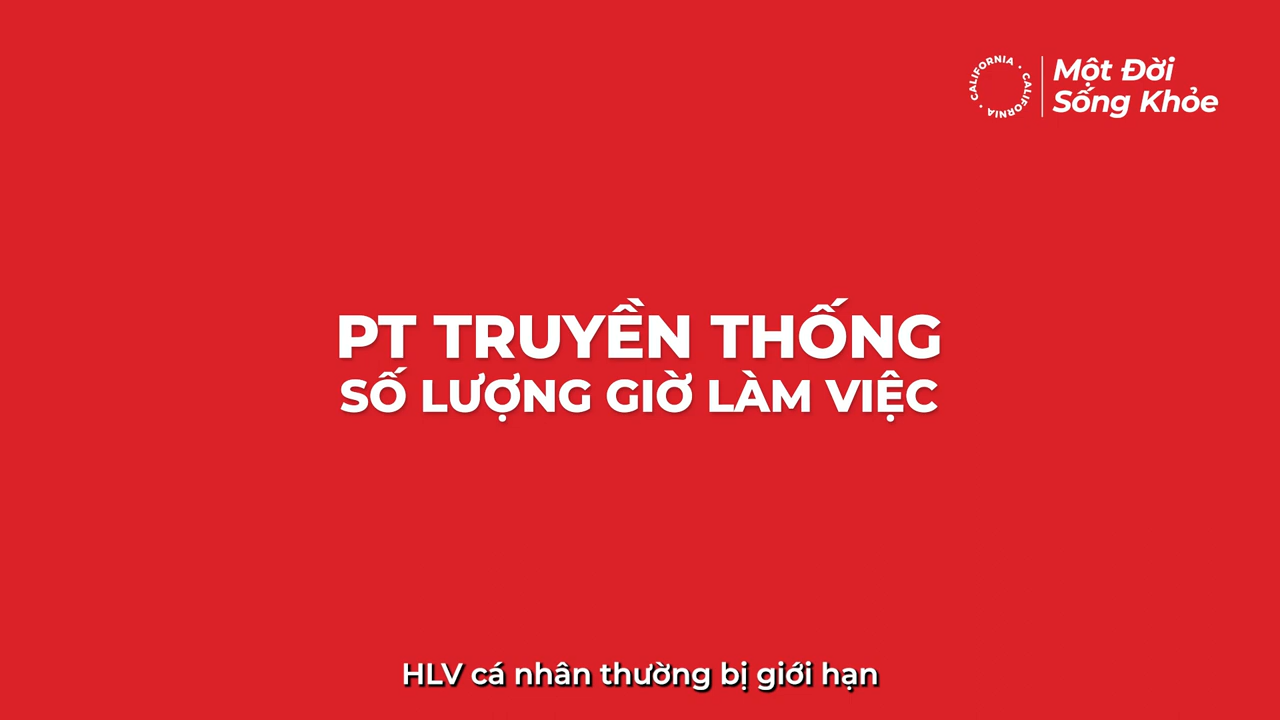 CALIFORNIA · CALIFORNIA ·
Một Đời
Sống Khỏe
PT TRUYỀN THỐNG
SỐ LƯỢNG GIỜ LÀM VIỆC
HLV cá nhân thường bị giới hạn